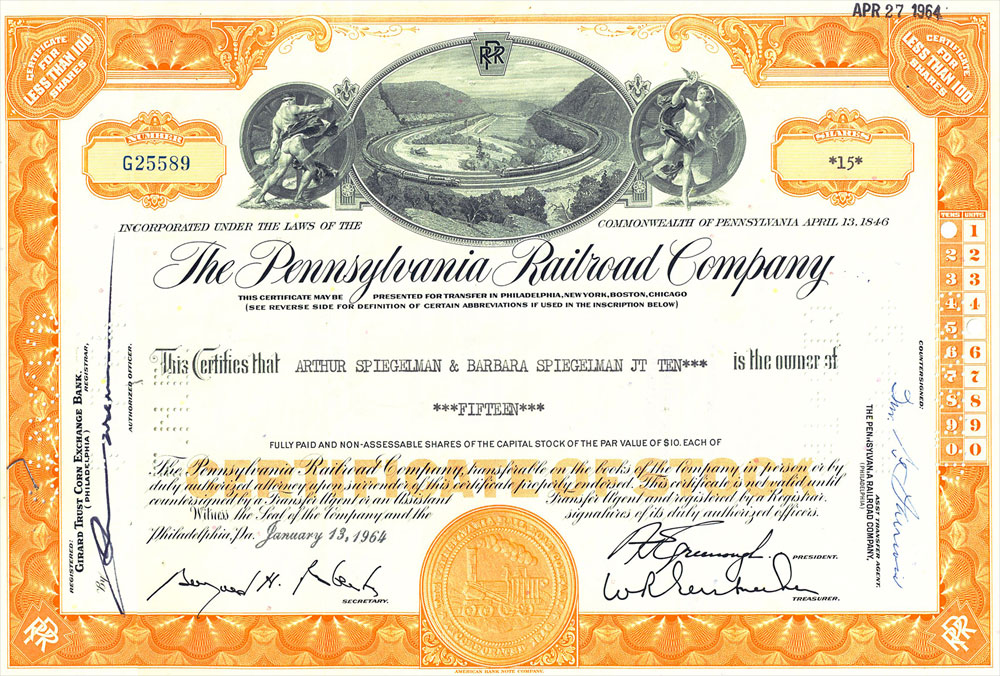 APR 27 1964
CERTIFICATE
FOR
LESS THAN 100
SHARES
PRR
CERTIFICATE
FOR
LESS THAN 100
SHARES
NUMBER
G25589
SHARES
*15*
INCORPORATED UNDER THE LAWS OF THE COMMONWEALTH OF PENNSYLVANIA APRIL 13, 1846
The Pennsylvania Railroad Company
THIS CERTIFICATE MAY BE PRESENTED FOR TRANSFER IN PHILADELPHIA, NEW YORK, BOSTON, CHICAGO
(SEE REVERSE SIDE FOR DEFINITION OF CERTAIN ABBREVIATIONS IF USED IN THE INSCRIPTION BELOW)
This Certifies that ARTHUR SPIEGELMAN & BARBARA SPIEGELMAN JT TEN*** is the owner of
***FIFTEEN***
FULLY PAID AND NON-ASSESSABLE SHARES OF THE CAPITAL STOCK OF THE PAR VALUE OF $10. EACH OF
The Pennsylvania Railroad Company, transferable on the books of the Company in person or by
duly authorized attorney upon surrender of this certificate properly endorsed. This certificate is not valid until
countersigned by a Transfer Agent or an Assistant Transfer Agent and registered by a Registrar.
Witness the Seal of the Company and the signatures of its duly authorized officers.
Philadelphia, Pa. January 13, 1964
PRESIDENT.
SECRETARY.
TREASURER.
REGISTERED:
GIRARD TRUST CORN EXCHANGE BANK.
(PHILADELPHIA) REGISTRAR,
By
AUTHORIZED OFFICER.
TENS UNITS
1
2 2
3 3
4 4
5
6 6
7 7
8 8
9 9
0 0
COUNTERSIGNED:
THE PENNSYLVANIA RAILROAD COMPANY,
(PHILADELPHIA)
ASST TRANSFER AGENT.
PRR
PRR
AMERICAN BANK NOTE COMPANY.